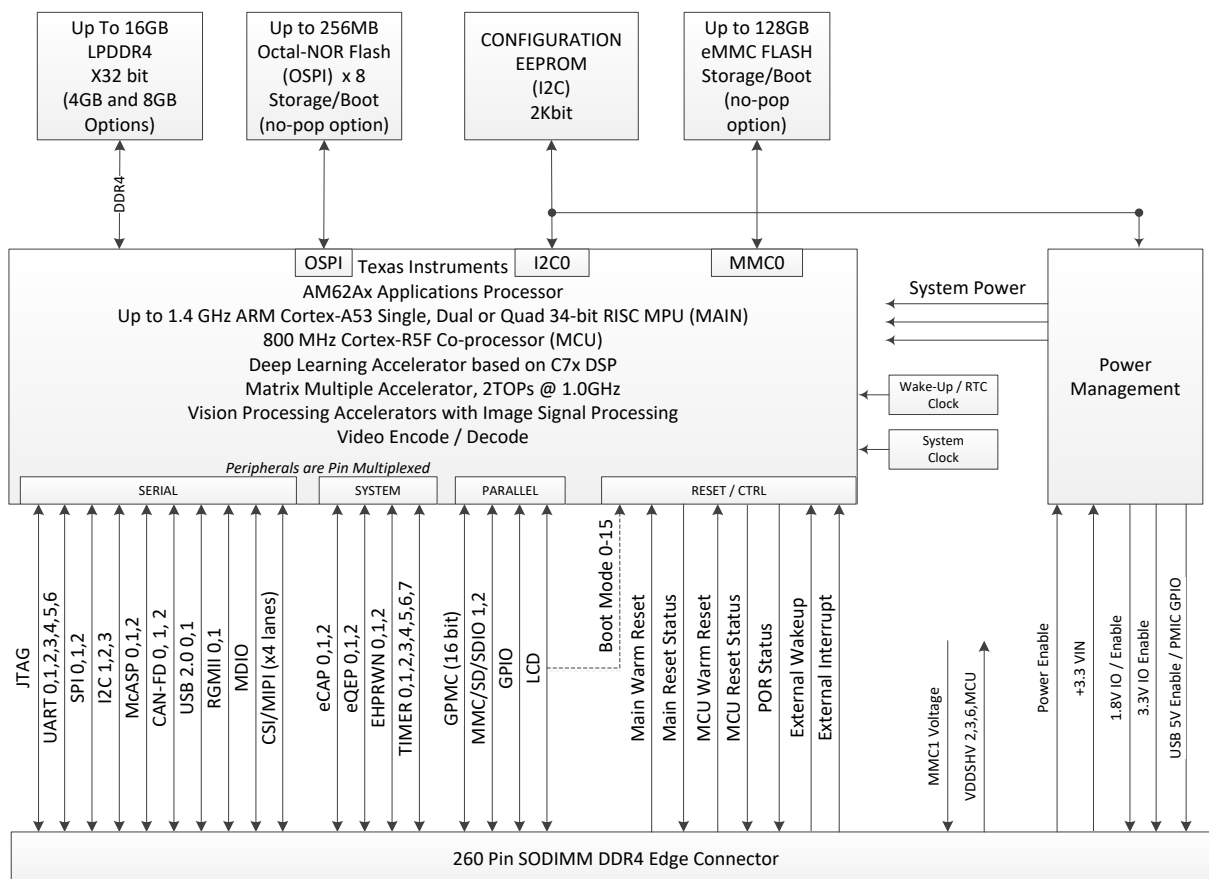 Up To 16GB
LPDDR4
X32 bit
(4GB and 8GB
Options)
Up to 256MB
Octal-NOR Flash
(OSPI) x 8
Storage/Boot
(no-pop option)
CONFIGURATION
EEPROM
(I2C)
2Kbit
Up to 128GB
eMMC FLASH
Storage/Boot
(no-pop
option)
DDR4
OSPI
Texas Instruments
I2C0
MMC0
AM62Ax Applications Processor
Up to 1.4 GHz ARM Cortex-A53 Single, Dual or Quad 34-bit RISC MPU (MAIN)
800 MHz Cortex-R5F Co-processor (MCU)
Deep Learning Accelerator based on C7x DSP
Matrix Multiple Accelerator, 2TOPs @ 1.0GHz
Vision Processing Accelerators with Image Signal Processing
Video Encode / Decode
Peripherals are Pin Multiplexed
SERIAL
SYSTEM
PARALLEL
RESET / CTRL
System Power
Wake-Up / RTC
Clock
System
Clock
Power
Management
JTAG
UART 0,1,2,3,4,5,6
SPI 0,1,2
I2C 1,2,3
McASP 0,1,2
CAN-FD 0, 1, 2
USB 2.0 0,1
RGMII 0,1
MDIO
CSI/MIPI (x4 lanes)
eCAP 0,1,2
eQEP 0,1,2
EHPRWN 0,1,2
TIMER 0,1,2,3,4,5,6,7
GPMC (16 bit)
MMC/SD/SDIO 1,2
GPIO
LCD
Boot Mode 0-15
Main Warm Reset
Main Reset Status
MCU Warm Reset
MCU Reset Status
POR Status
External Wakeup
External Interrupt
MMC1 Voltage
VDDSHV 2,3,6,MCU
Power Enable
+3.3 VIN
1.8V IO / Enable
3.3V IO Enable
USB 5V Enable / PMIC GPIO
260 Pin SODIMM DDR4 Edge Connector